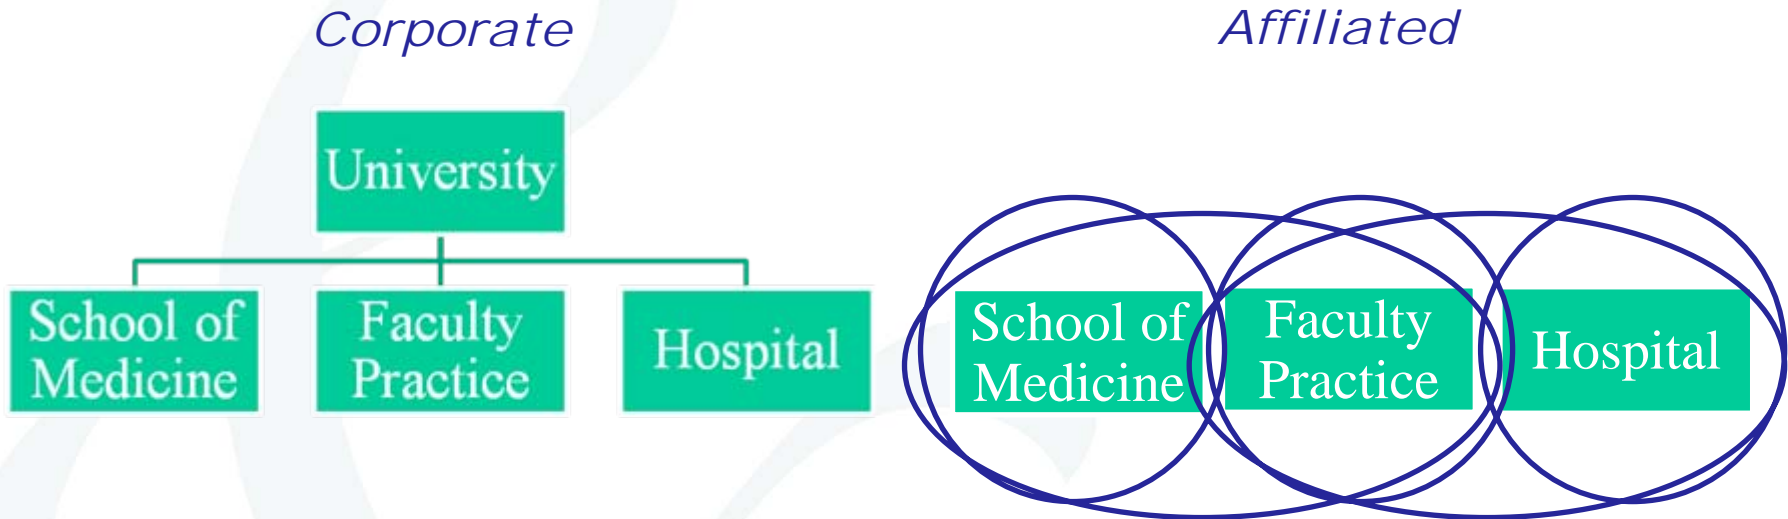 Corporate
University
School of
Medicine
Faculty
Practice
Hospital
Affiliated
School of
Medicine
Faculty
Practice
Hospital